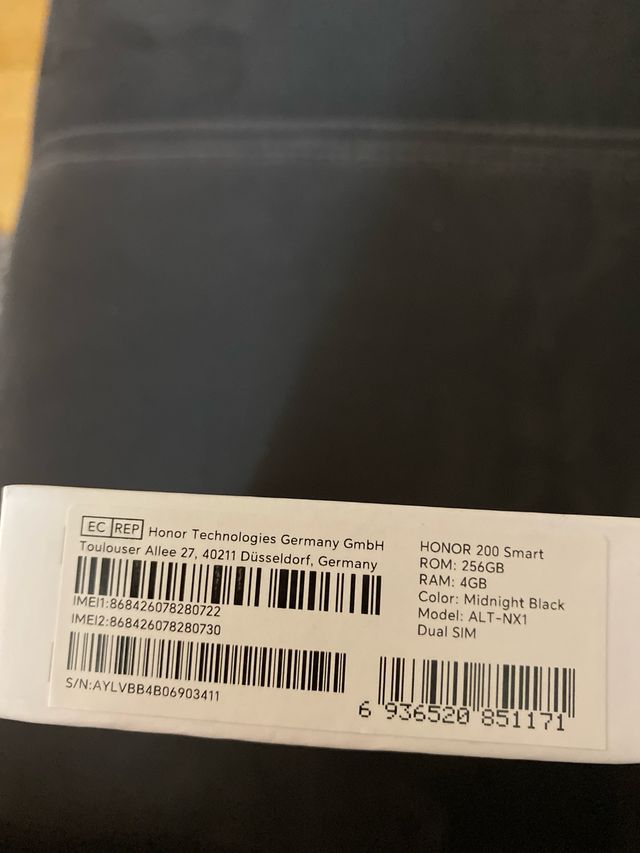 EC REP Honor Technologies Germany GmbH
Toulouser Allee 27, 40211 Düsseldorf, Germany
IMEI1:868426078280722
IMEI2:868426078280730
S/N:AYLVBB4B06903411
HONOR 200 Smart
ROM: 256GB
RAM: 4GB
Color: Midnight Black
Model: ALT-NX1
Dual SIM
6 936520 851171